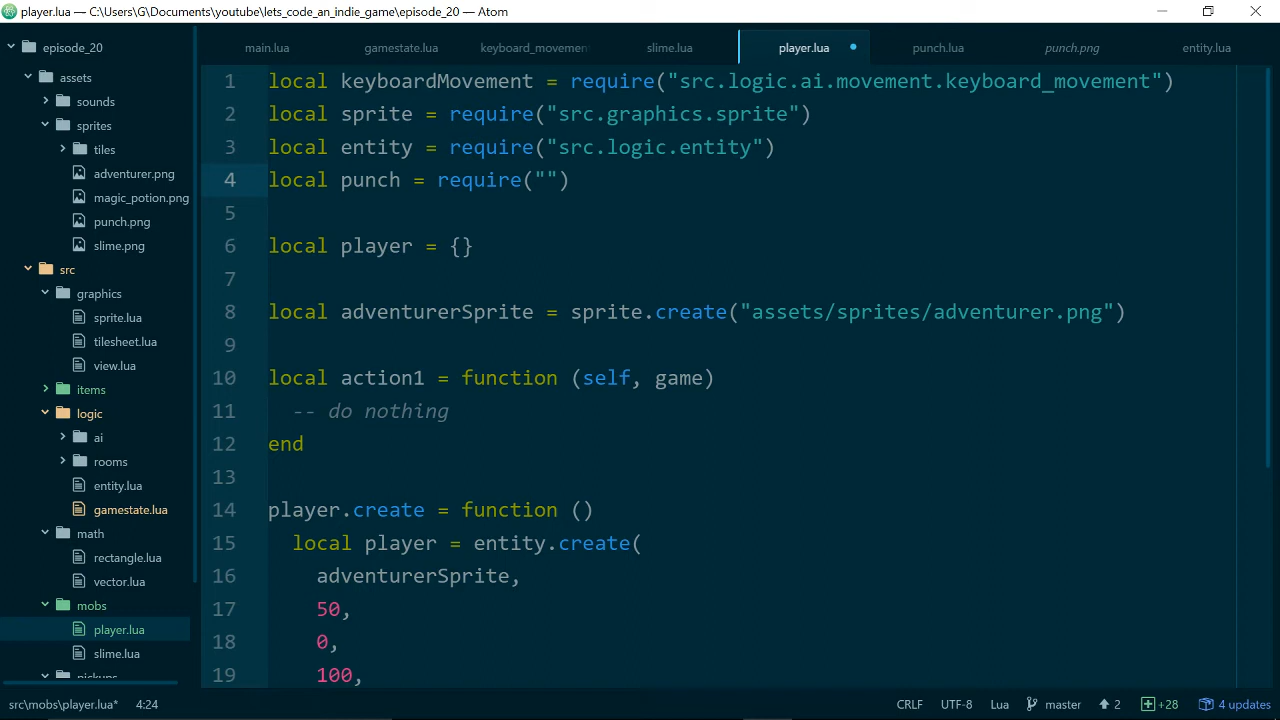 player.lua — C:\Users\G\Documents\youtube\lets_code_an_indie_game\episode_20 — Atom
episode_20
assets
sounds
sprites
tiles
adventurer.png
magic_potion.png
punch.png
slime.png
src
graphics
sprite.lua
tilesheet.lua
view.lua
items
logic
ai
rooms
entity.lua
gamestate.lua
math
rectangle.lua
vector.lua
mobs
player.lua
slime.lua
pickups
main.lua gamestate.lua keyboard_movement slime.lua player.lua punch.lua punch.png entity.lua
1 local keyboardMovement = require("src.logic.ai.movement.keyboard_movement")
2 local sprite = require("src.graphics.sprite")
3 local entity = require("src.logic.entity")
4 local punch = require("")
5
6 local player = {}
7
8 local adventurerSprite = sprite.create("assets/sprites/adventurer.png")
9
10 local action1 = function (self, game)
11 -- do nothing
12 end
13
14 player.create = function ()
15 local player = entity.create(
16 adventurerSprite,
17 50,
18 0,
19 100,
src\mobs\player.lua* 4:24 CRLF UTF-8 Lua master 2 +28 4 updates